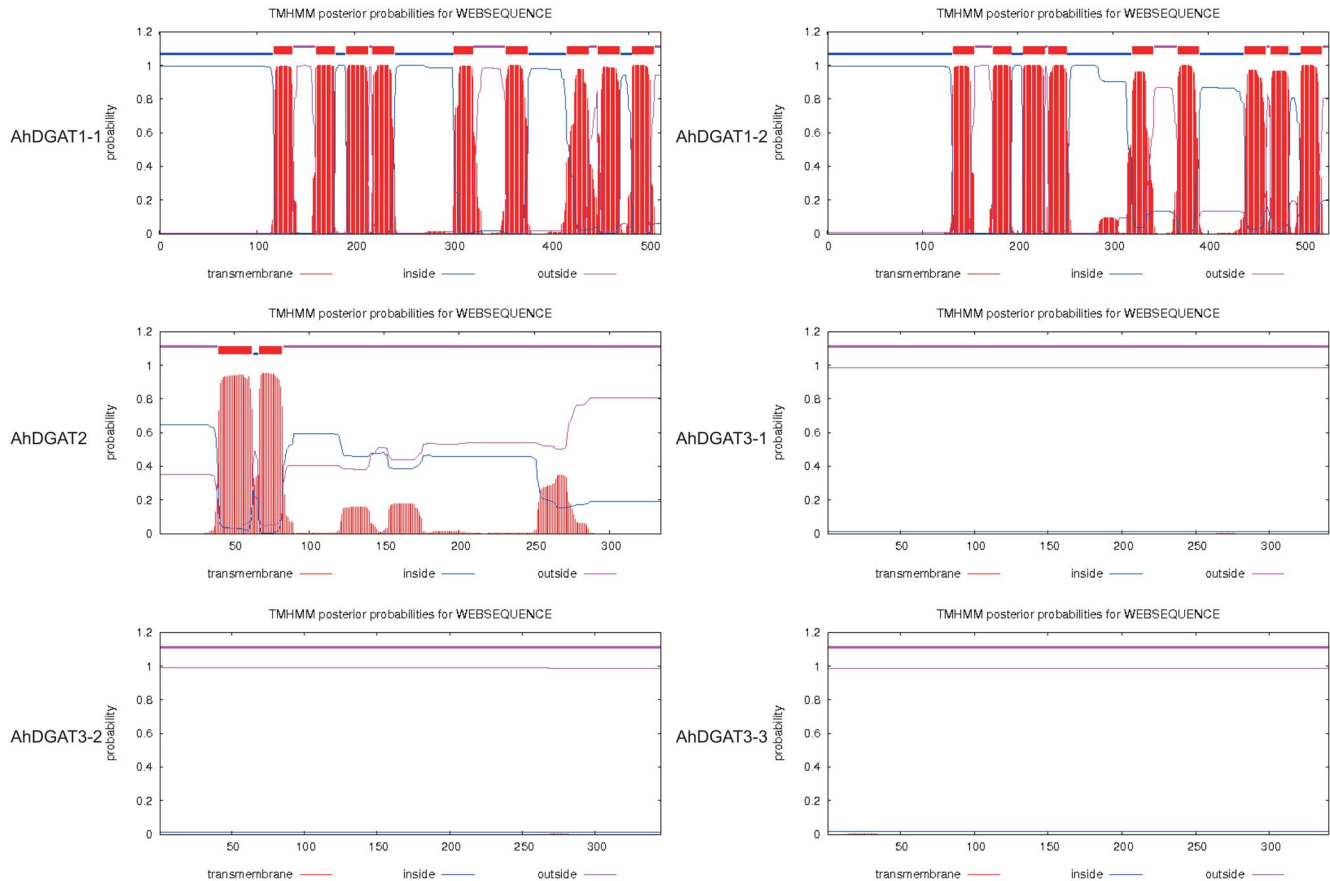 TMHMM posterior probabilities for WEBSEQUENCE
AhDGAT1-1
probability
1.2
1
0.8
0.6
0.4
0.2
0
0 100 200 300 400 500
transmembrane inside outside
TMHMM posterior probabilities for WEBSEQUENCE
AhDGAT1-2
probability
1.2
1
0.8
0.6
0.4
0.2
0
0 100 200 300 400 500
transmembrane inside outside
TMHMM posterior probabilities for WEBSEQUENCE
AhDGAT2
probability
1.2
1
0.8
0.6
0.4
0.2
0
50 100 150 200 250 300
transmembrane inside outside
TMHMM posterior probabilities for WEBSEQUENCE
AhDGAT3-1
probability
1.2
1
0.8
0.6
0.4
0.2
0
50 100 150 200 250 300
transmembrane inside outside
TMHMM posterior probabilities for WEBSEQUENCE
AhDGAT3-2
probability
1.2
1
0.8
0.6
0.4
0.2
0
50 100 150 200 250 300
transmembrane inside outside
TMHMM posterior probabilities for WEBSEQUENCE
AhDGAT3-3
probability
1.2
1
0.8
0.6
0.4
0.2
0
50 100 150 200 250 300
transmembrane inside outside